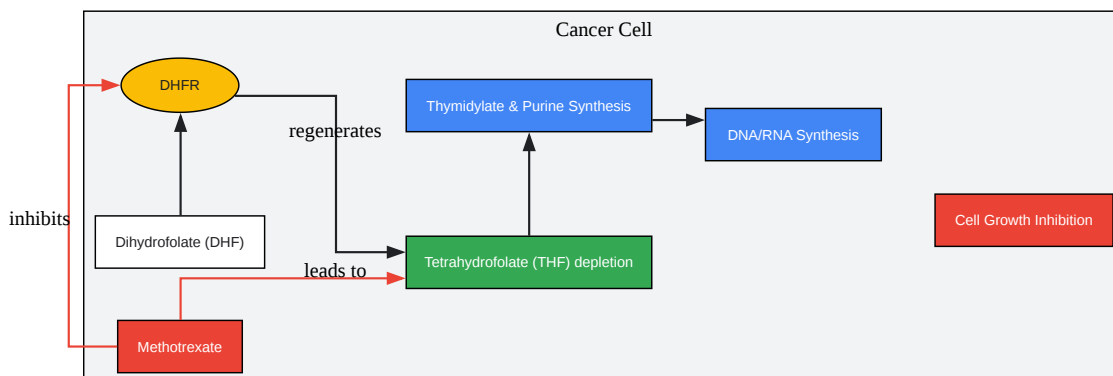 Cancer Cell
DHFR
Thymidylate & Purine Synthesis
DNA/RNA Synthesis
regenerates
Cell Growth Inhibition
inhibits
Dihydrofolate (DHF)
Tetrahydrofolate (THF) depletion
leads to
Methotrexate